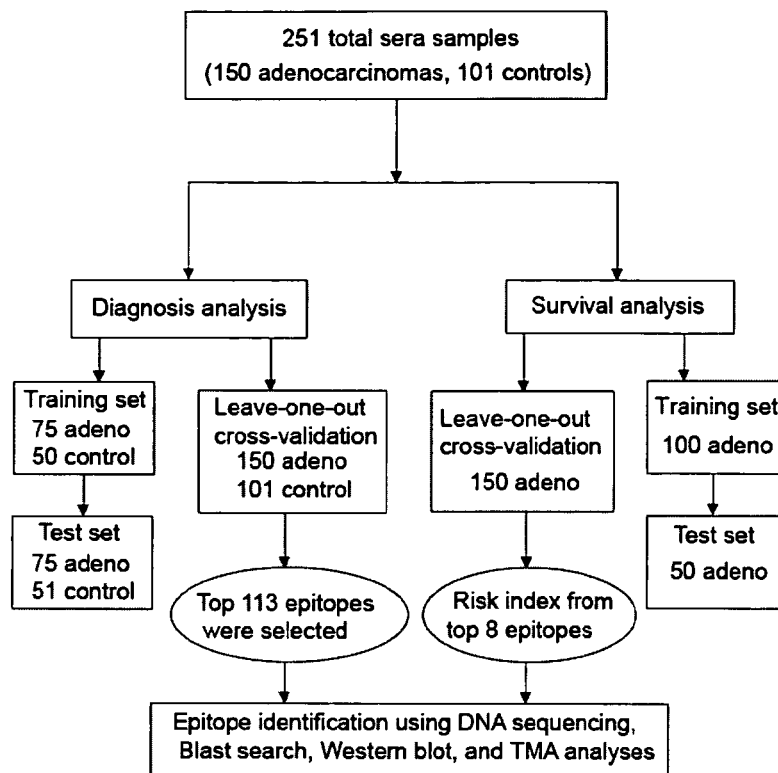 251 total sera samples
(150 adenocarcinomas, 101 controls)
Diagnosis analysis
Survival analysis
Training set
75 adeno
50 control
Leave-one-out
cross-validation
150 adeno
101 control
Leave-one-out
cross-validation
150 adeno
Training set
100 adeno
Test set
75 adeno
51 control
Test set
50 adeno
Top 113 epitopes
were selected
Risk index from
top 8 epitopes
Epitope identification using DNA sequencing,
Blast search, Western blot, and TMA analyses